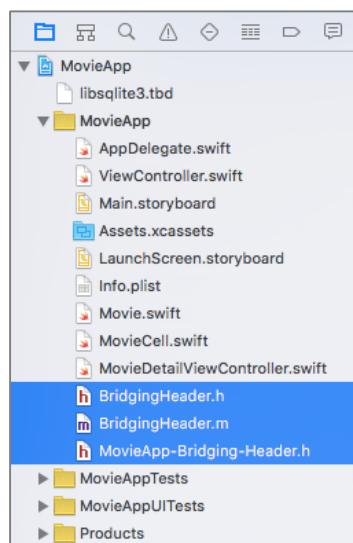 MovieApp
libsqlite3.tbd
MovieApp
AppDelegate.swift
ViewController.swift
Main.storyboard
Assets.xcassets
LaunchScreen.storyboard
Info.plist
Movie.swift
MovieCell.swift
MovieDetailViewController.swift
h BridgingHeader.h
m BridgingHeader.m
h MovieApp-Bridging-Header.h
MovieAppTests
MovieAppUITests
Products